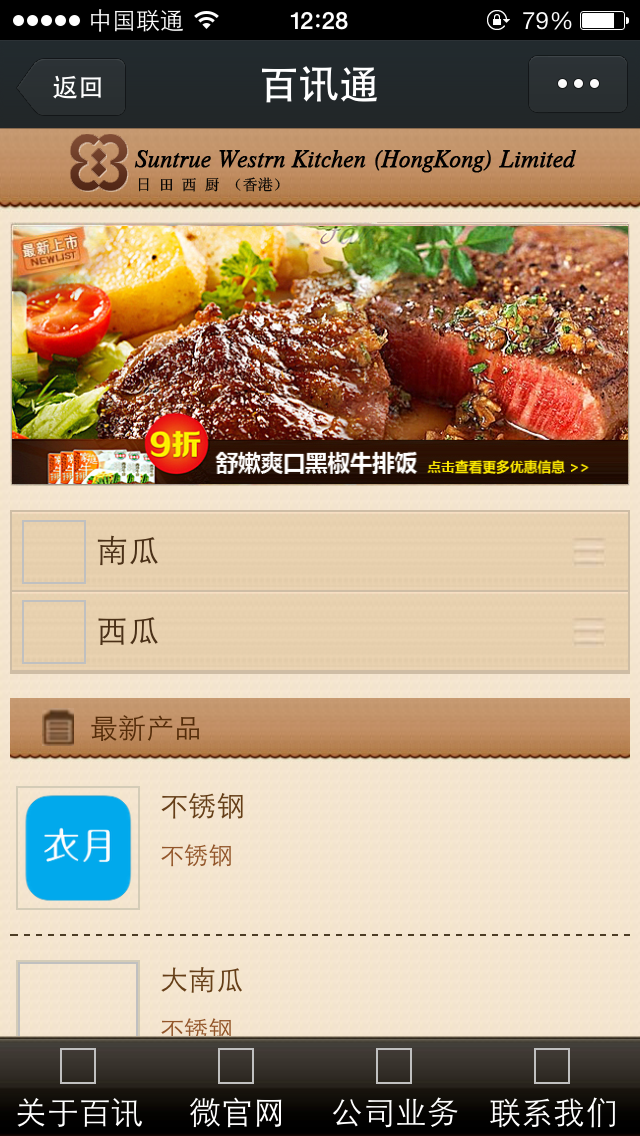 中国联通 12:28 79%
返回 百讯通
Suntrue Westrn Kitchen (HongKong) Limited
日田西厨（香港）
最新上市
NEWLIST
9折 舒嫩爽口黑椒牛排饭 点击查看更多优惠信息 >>
南瓜
西瓜
最新产品
衣月
不锈钢
不锈钢
大南瓜
不锈钢
关于百讯 微官网 公司业务 联系我们